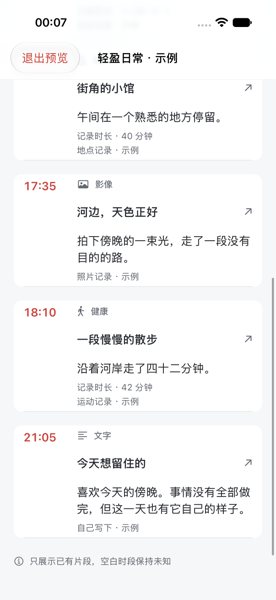 00:07
退出预览
轻盈日常 · 示例
街角的小馆
午间在一个熟悉的地方停留。
记录时长 · 40 分钟
地点记录 · 示例
17:35
影像
河边，天色正好
拍下傍晚的一束光，走了一段没有
目的的路。
照片记录 · 示例
18:10
健康
一段慢慢的散步
沿着河岸走了四十二分钟。
记录时长 · 42 分钟
运动记录 · 示例
21:05
文字
今天想留住的
喜欢今天的傍晚。事情没有全部做
完，但这一天也有它自己的样子。
自己写下 · 示例
只展示已有片段，空白时段保持未知